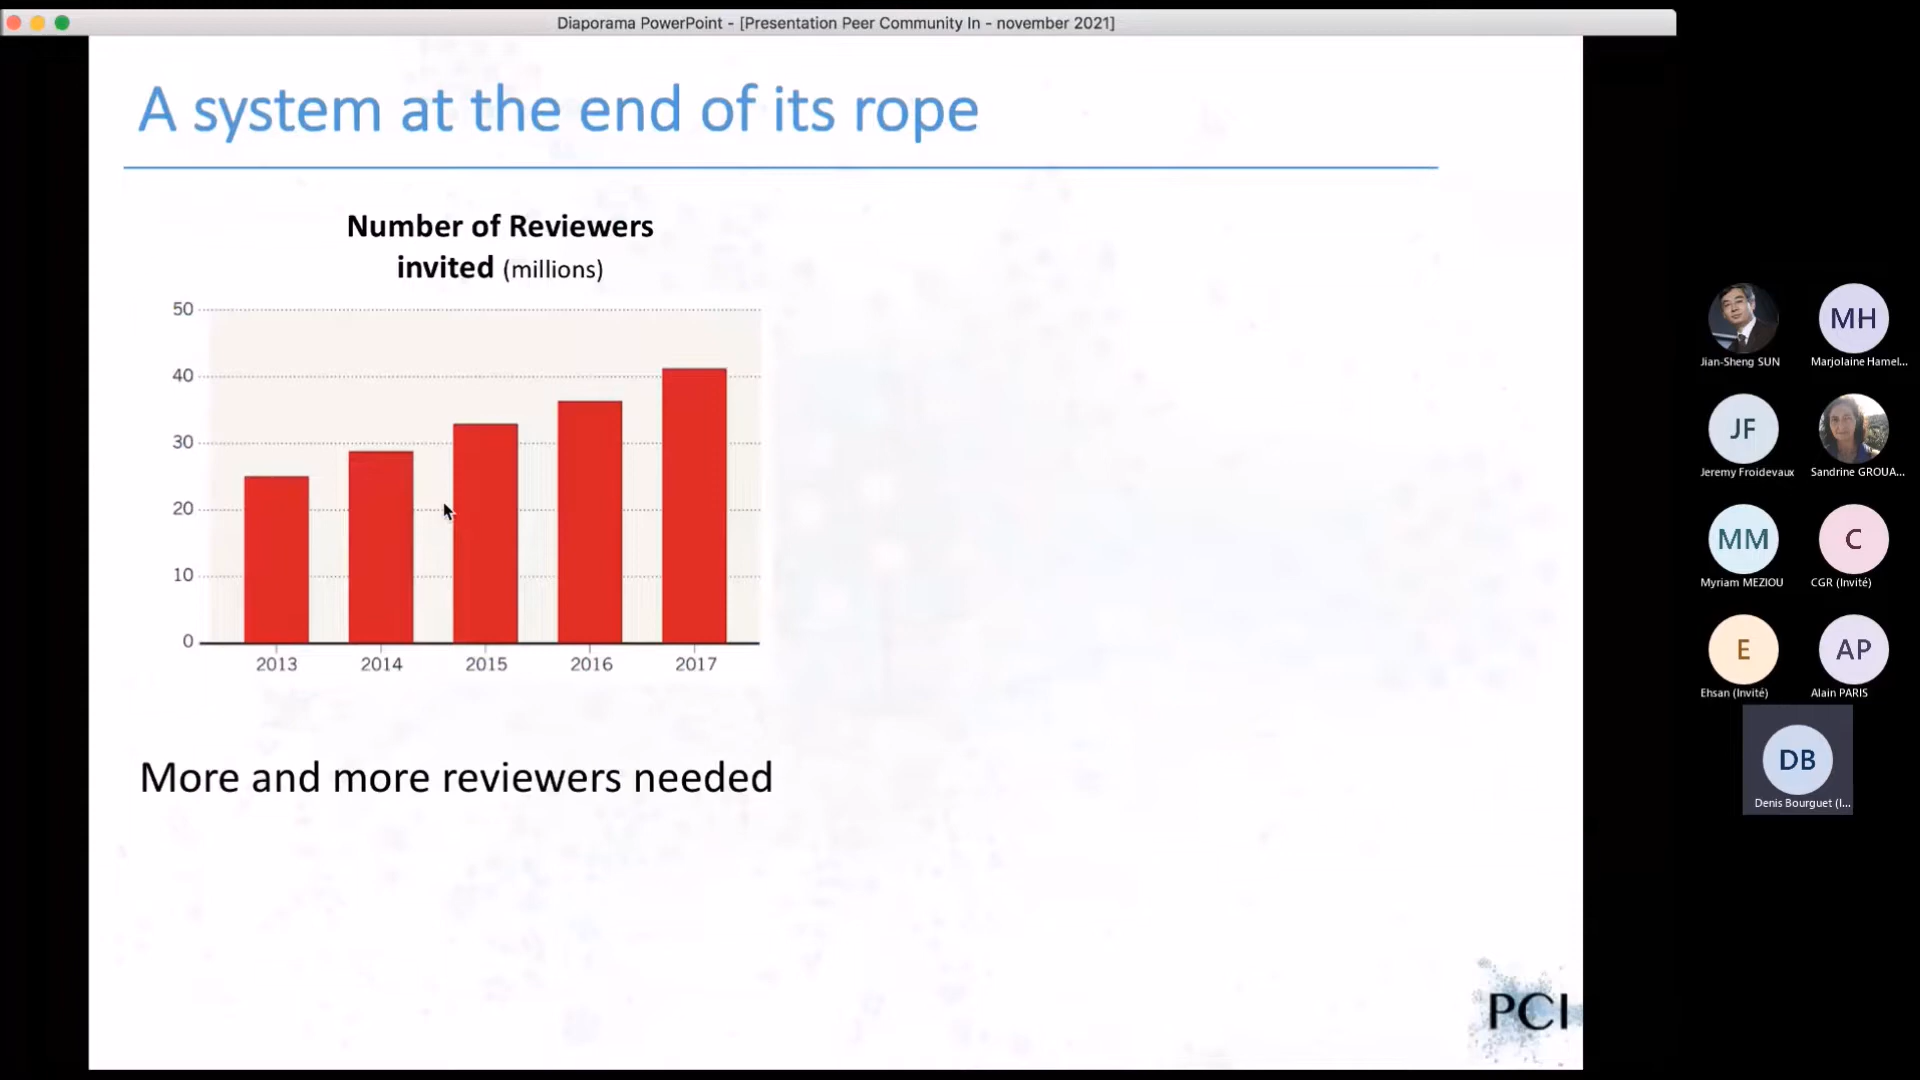 Diaporama PowerPoint - [Presentation Peer Community In - november 2021]
A system at the end of its rope
Number of Reviewers
invited (millions)
50
40
30
20
10
0
2013 2014 2015 2016 2017
More and more reviewers needed
PCI
MH
Jian-Sheng SUN Marjolaine Hamel...
JF
Jeremy Froidevaux Sandrine GROUA...
MM C
Myriam MEZIOU CGR (Invité)
E AP
Ehsan (Invité) Alain PARIS
DB
Denis Bourguet (I...